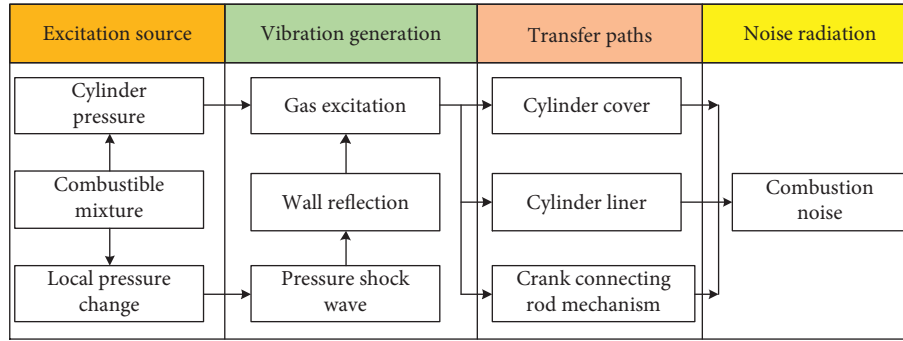 Excitation source
Vibration generation
Transfer paths
Noise radiation
Cylinder
pressure
Gas excitation
Cylinder cover
Combustible
mixture
Wall reflection
Cylinder liner
Combustion
noise
Local pressure
change
Pressure shock
wave
Crank connecting
rod mechanism